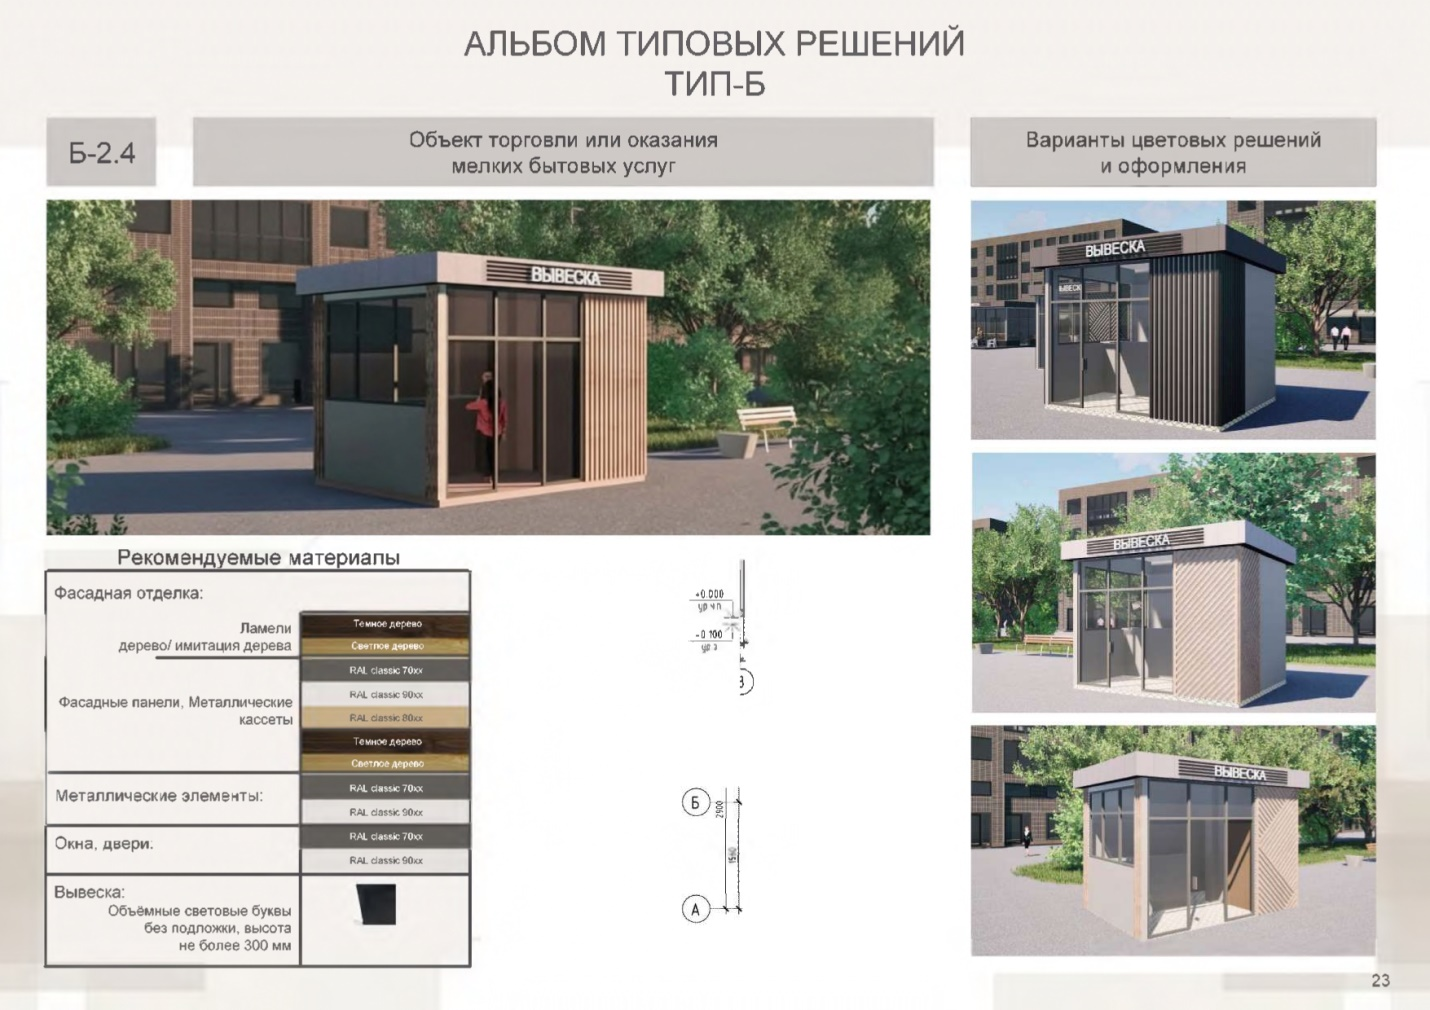 АЛЬБОМ ТИПОВЫХ РЕШЕНИЙ
ТИП-Б
Б-2.4
Объект торговли или оказания
мелких бытовых услуг
Варианты цветовых решений
и оформления
ВЫВЕСКА
ВЫВЕСКА
ВЫВЕСКА
ВЫВЕСКА
Рекомендуемые материалы
Фасадная отделка:
Ламели
дерево/ имитация дерева
Темное дерево
Светлое дерево
Фасадные панели, Металлические
кассеты
RAL classic 70xx
RAL classic 90xx
RAL classic 80xx
Темное дерево
Светлое дерево
Металлические элементы:
RAL classic 70xx
RAL classic 90xx
Окна, двери.
RAL classic 70xx
RAL classic 90xx
Вывеска:
Объёмные световые буквы
без подложки, высота
не более 300 мм
+0.000
ур ч п
-0 100
ур з
Б
2900
А
23